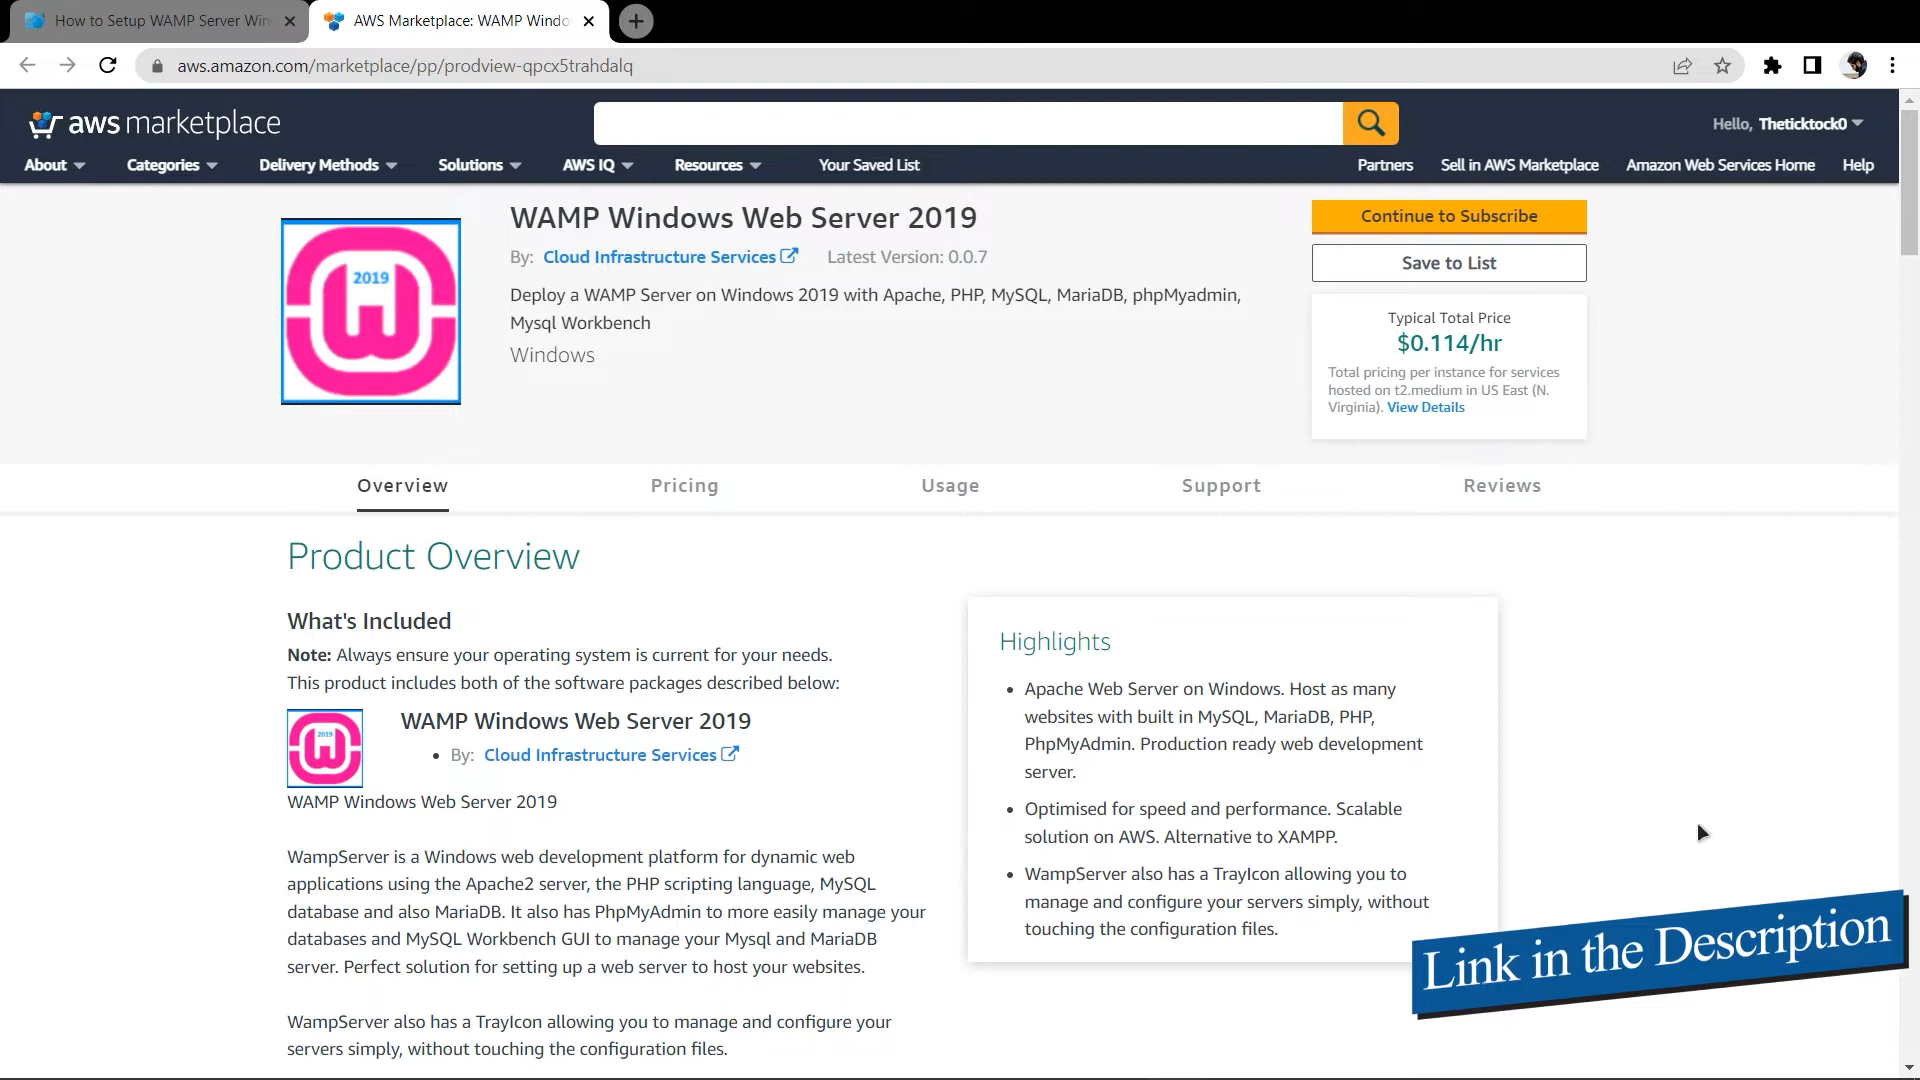 How to Setup WAMP Server Win
AWS Marketplace: WAMP Windo
aws.amazon.com/marketplace/pp/prodview-qpcx5trahdalq
aws marketplace
Hello, Theticktock0
About Categories Delivery Methods Solutions AWS IQ Resources Your Saved List Partners Sell in AWS Marketplace Amazon Web Services Home Help
2019
WAMP Windows Web Server 2019
By: Cloud Infrastructure Services Latest Version: 0.0.7
Deploy a WAMP Server on Windows 2019 with Apache, PHP, MySQL, MariaDB, phpMyadmin,
Mysql Workbench
Windows
Continue to Subscribe
Save to List
Typical Total Price
$0.114/hr
Total pricing per instance for services
hosted on t2.medium in US East (N.
Virginia). View Details
Overview Pricing Usage Support Reviews
Product Overview
What's Included
Note: Always ensure your operating system is current for your needs.
This product includes both of the software packages described below:
2019
WAMP Windows Web Server 2019
By: Cloud Infrastructure Services
WAMP Windows Web Server 2019
WampServer is a Windows web development platform for dynamic web
applications using the Apache2 server, the PHP scripting language, MySQL
database and also MariaDB. It also has PhpMyAdmin to more easily manage your
databases and MySQL Workbench GUI to manage your Mysql and MariaDB
server. Perfect solution for setting up a web server to host your websites.
WampServer also has a TrayIcon allowing you to manage and configure your
servers simply, without touching the configuration files.
Highlights
Apache Web Server on Windows. Host as many
websites with built in MySQL, MariaDB, PHP,
PhpMyAdmin. Production ready web development
server.
Optimised for speed and performance. Scalable
solution on AWS. Alternative to XAMPP.
WampServer also has a TrayIcon allowing you to
manage and configure your servers simply, without
touching the configuration files.
Link in the Description